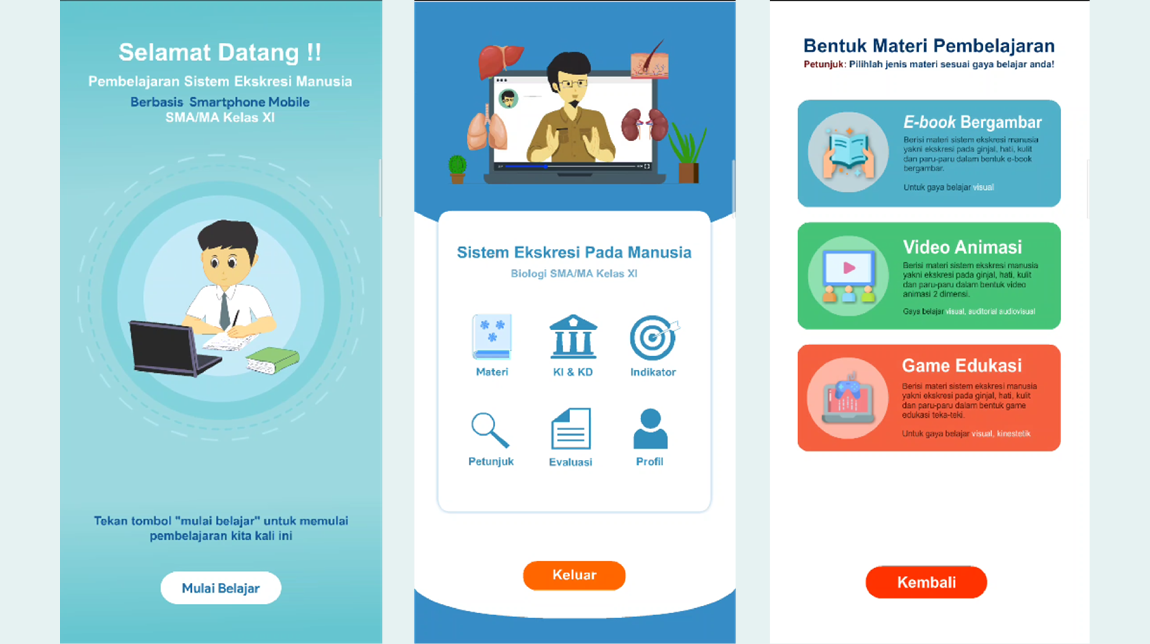 Selamat Datang !!
Pembelajaran Sistem Ekskresi Manusia
Berbasis Smartphone Mobile
SMA/MA Kelas XI
Tekan tombol "mulai belajar" untuk memulai
pembelajaran kita kali ini
Mulai Belajar
Sistem Ekskresi Pada Manusia
Biologi SMA/MA Kelas XI
Materi
KI & KD
Indikator
Petunjuk
Evaluasi
Profil
Keluar
Bentuk Materi Pembelajaran
Petunjuk: Pilihlah jenis materi sesuai gaya belajar anda!
E-book Bergambar
Berisi materi sistem ekskresi manusia
yakni ekskresi pada ginjal, hati, kulit
dan paru-paru dalam bentuk e-book
bergambar.
Untuk gaya belajar visual
Video Animasi
Berisi materi sistem ekskresi manusia
yakni ekskresi pada ginjal, hati, kulit
dan paru-paru dalam bentuk video
animasi 2 dimensi.
Gaya belajar visual, auditorial audiovisual
Game Edukasi
Berisi materi sistem ekskresi manusia
yakni ekskresi pada ginjal, hati, kulit
dan paru-paru dalam bentuk game
edukasi teka-teki.
Untuk gaya belajar visual, kinestetik
Kembali